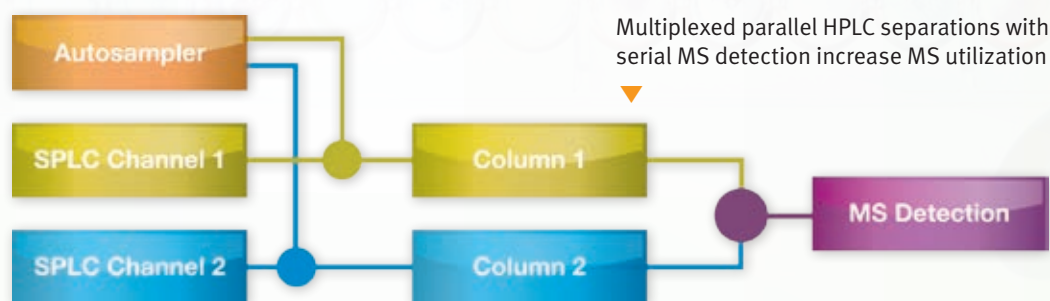 Multiplexed parallel HPLC separations with
serial MS detection increase MS utilization
Autosampler
SPLC Channel 1
Column 1
MS Detection
SPLC Channel 2
Column 2